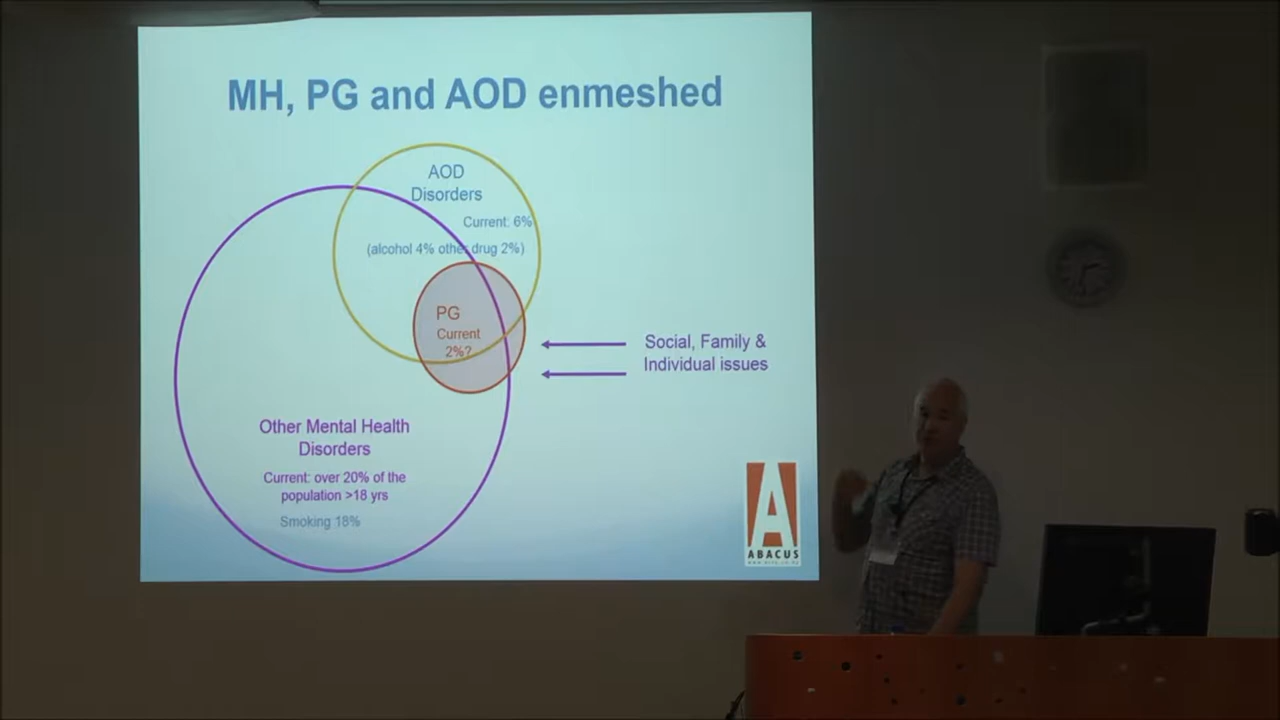 MH, PG and AOD enmeshed
AOD
Disorders
Current: 6%
(alcohol 4% other drug 2%)
PG
Current
2%?
Social, Family &
Individual issues
Other Mental Health
Disorders
Current: over 20% of the
population >18 yrs
Smoking 18%
A
ABACUS